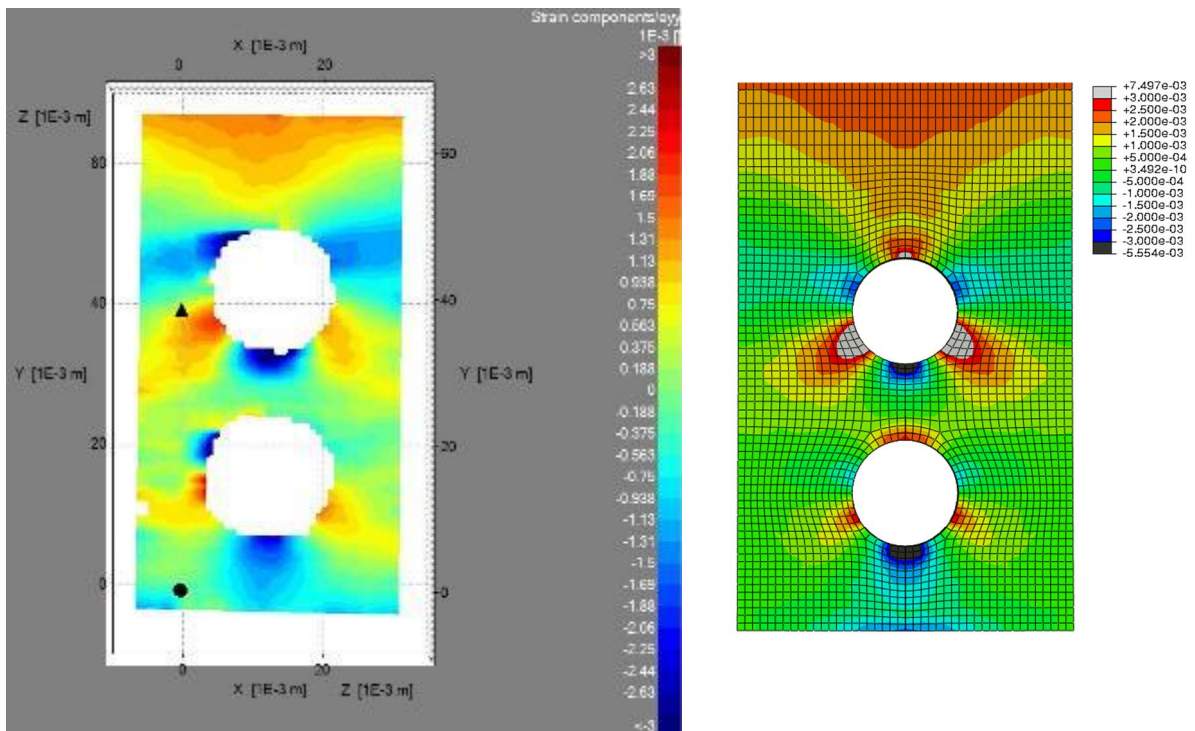 Strain components/eyy
1E-3 [
X [1E-3 m]
0 20
Z [1E-3 m]
80
60
40
40
Y [1E-3 m]
Y [1E-3 m]
20
20
0
0
0 20
X [1E-3 m] Z [1E-3 m]
>3
2.63
2.44
2.25
2.06
1.88
1.69
1.5
1.31
1.13
0.938
0.75
0.563
0.375
0.188
0
-0.188
-0.375
-0.563
-0.75
-0.938
-1.13
-1.31
-1.5
-1.69
-1.88
-2.06
-2.25
-2.44
-2.63
<-3
+7.497e-03
+3.000e-03
+2.500e-03
+2.000e-03
+1.500e-03
+1.000e-03
+5.000e-04
+3.492e-10
-5.000e-04
-1.000e-03
-1.500e-03
-2.000e-03
-2.500e-03
-3.000e-03
-5.554e-03